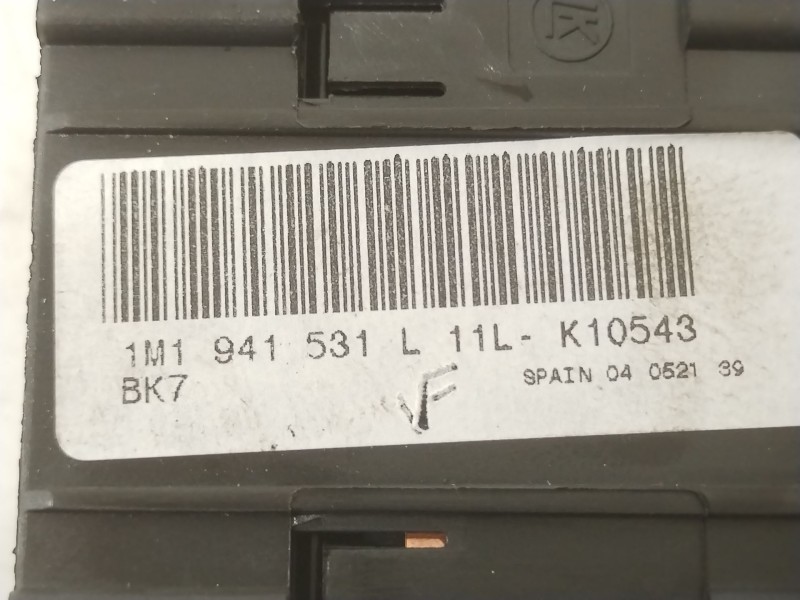 1M1 941 531 L 11L- K10543
BK7
SPAIN 04 0521 39